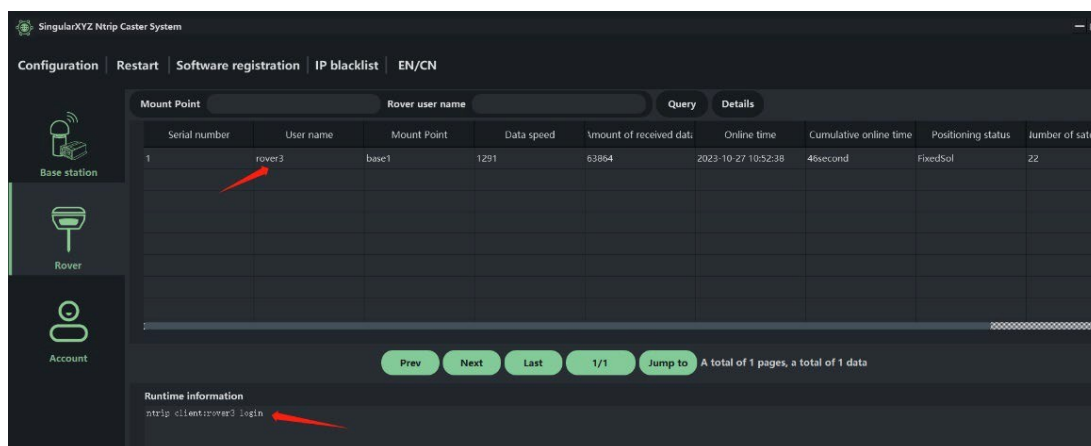 SingularXYZ Ntrip Caster System
Configuration | Restart | Software registration | IP blacklist | EN/CN
Mount Point Rover user name Query Details
Serial number User name Mount Point Data speed Amount of received data Online time Cumulative online time Positioning status Number of sate
1 rover3 base1 1291 63864 2023-10-27 10:52:38 46second FixedSol 22
Base station
Rover
Account
Prev Next Last 1/1 Jump to A total of 1 pages, a total of 1 data
Runtime information
ntrip client:rover3 login